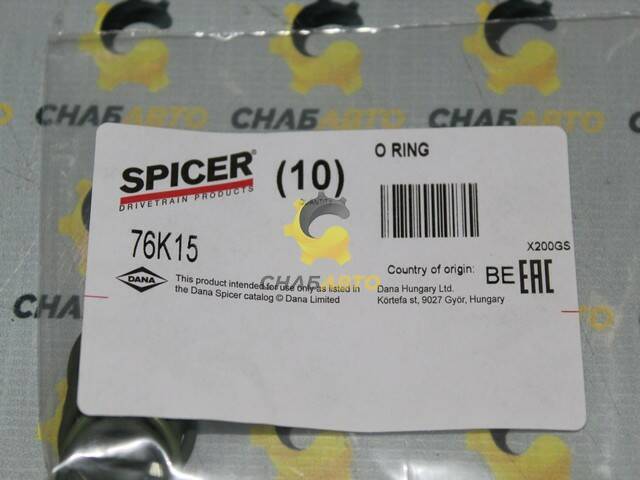 СНАБАВТО СНАБАВТО
SPICER®
DRIVETRAIN PRODUCTS
(10)
O RING
76K15
X200GS
DANA
This product intended for use only as listed in
the Dana Spicer catalog © Dana Limited
СНАБАВТО
Country of origin: BE EAC
Dana Hungary Ltd.
Körtefa st, 9027 Györ, Hungary